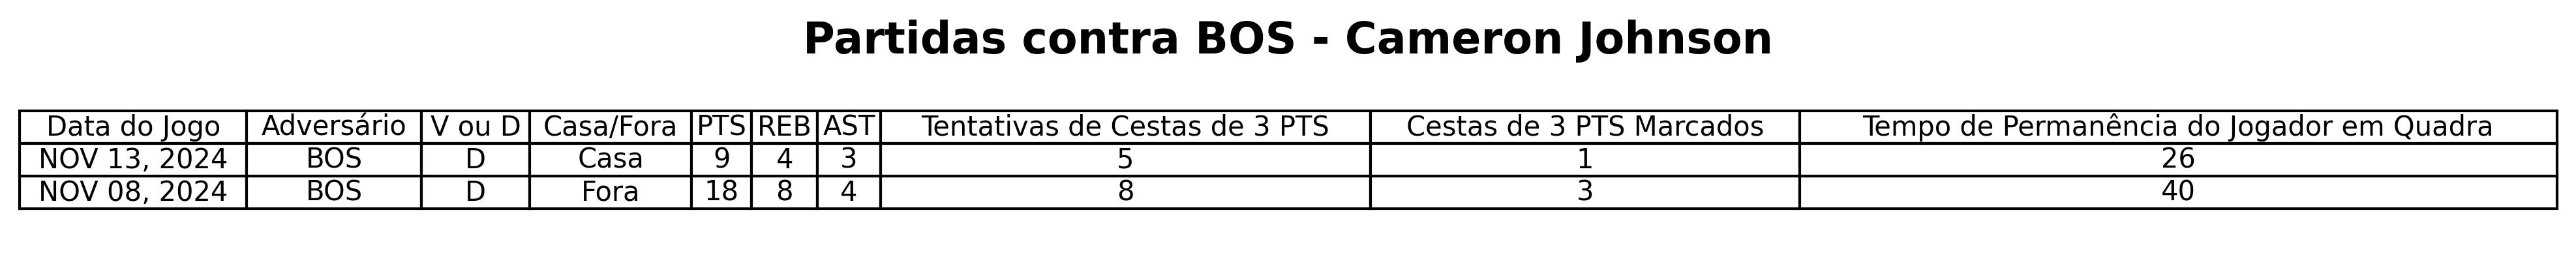 Partidas contra BOS - Cameron Johnson
Data do Jogo Adversário V ou D Casa/Fora PTS REB AST Tentativas de Cestas de 3 PTS Cestas de 3 PTS Marcados Tempo de Permanência do Jogador em Quadra
NOV 13, 2024 BOS D Casa 9 4 3 5 1 26
NOV 08, 2024 BOS D Fora 18 8 4 8 3 40